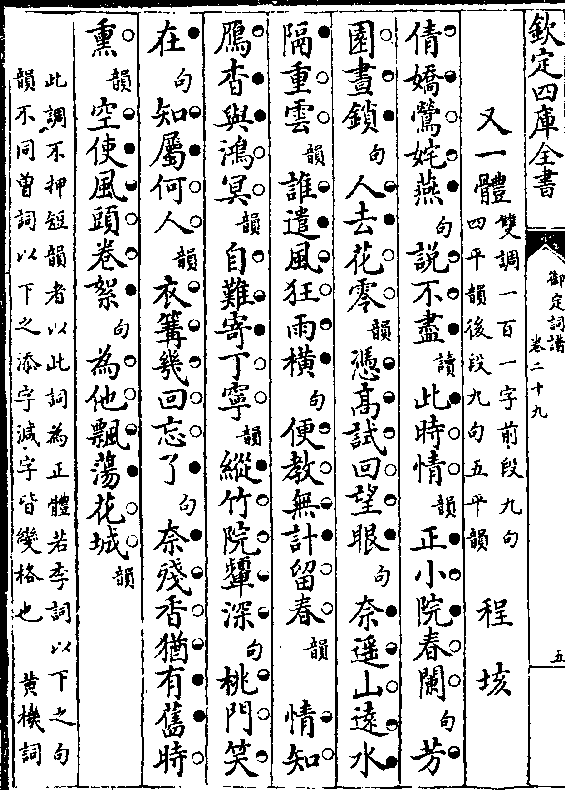 欽定四庫全書
御定詞譜
卷二十九
五
又一體
雙調一百一字前段九句
四平韻後段九句五平韻
程垓
倩嬌鶯姹燕句說不盡讀此時情韻正小院春闌句芳
園晝鎖句人去花零韻憑髙試回望眼句奈遥山遠水
隔重雲韻誰遣風狂雨橫句便教無計留春韻 情知
鴈杳與鴻冥韻自難寄丁寧韻縱竹院顰深句桃門笑
在句知屬何人韻衣篝幾回忘了句奈殘香猶有舊時
熏韻空使風頭卷絮句為他飄蕩花城韻
此調不押短韻者以此詞為正體若李詞以下之句
韻不同曾詞以下之添字減字皆變格也 黄機詞